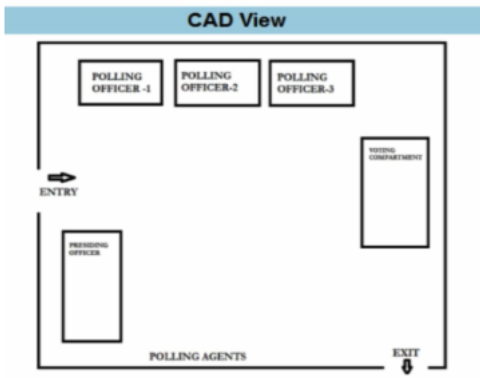 CAD View
POLLING
OFFICER -1
POLLING
OFFICER-2
POLLING
OFFICER-3
VOTING
COMPARTMENT
ENTRY
PRESIDING
OFFICER
POLLING AGENTS
EXIT